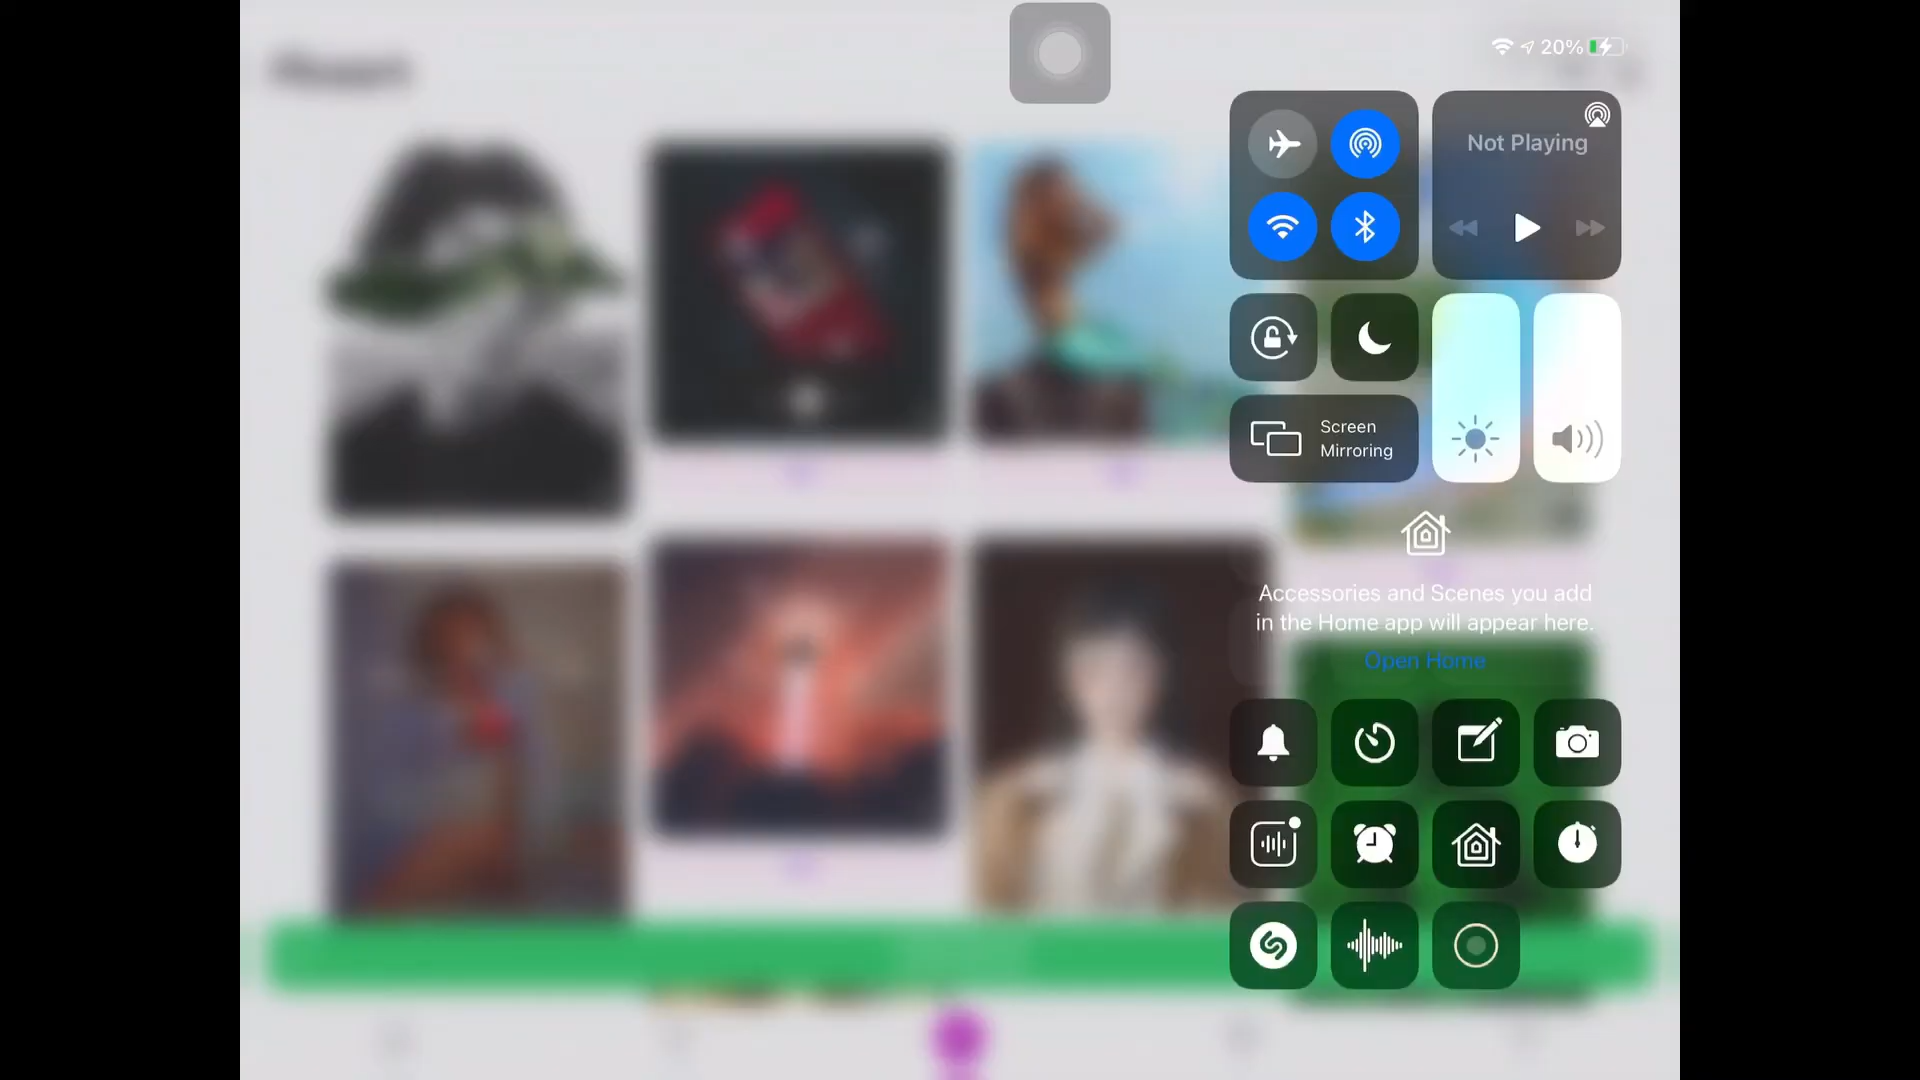 20%
Not Playing
Screen
Mirroring
Accessories and Scenes you add
in the Home app will appear here.
Open Home